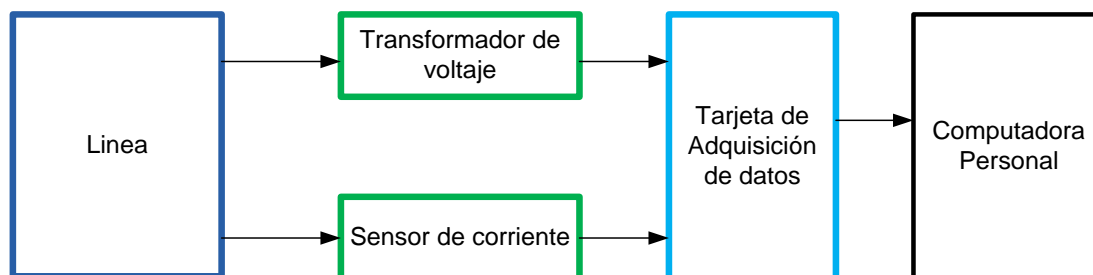 Linea
Transformador de
voltaje
Sensor de corriente
Tarjeta de
Adquisición
de datos
Computadora
Personal